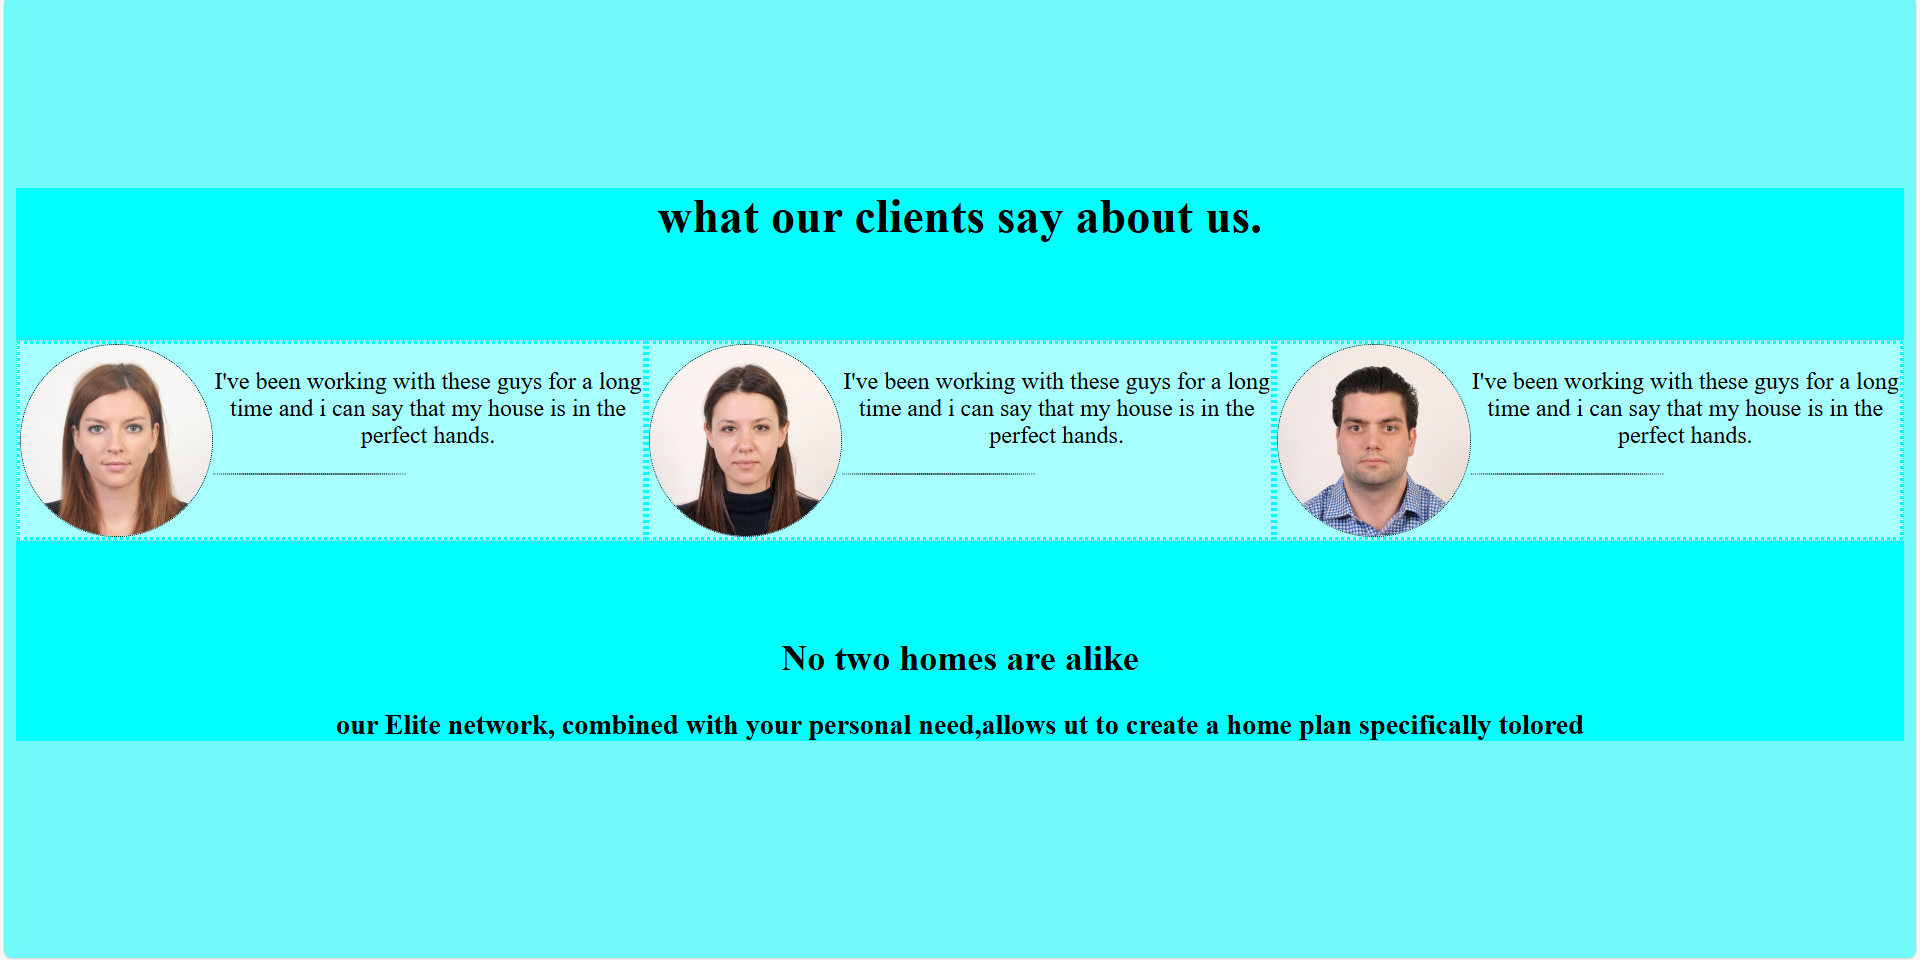 what our clients say about us.
I've been working with these guys for a long
time and i can say that my house is in the
perfect hands.
I've been working with these guys for a long
time and i can say that my house is in the
perfect hands.
I've been working with these guys for a long
time and i can say that my house is in the
perfect hands.
No two homes are alike
our Elite network, combined with your personal need,allows ut to create a home plan specifically tolored